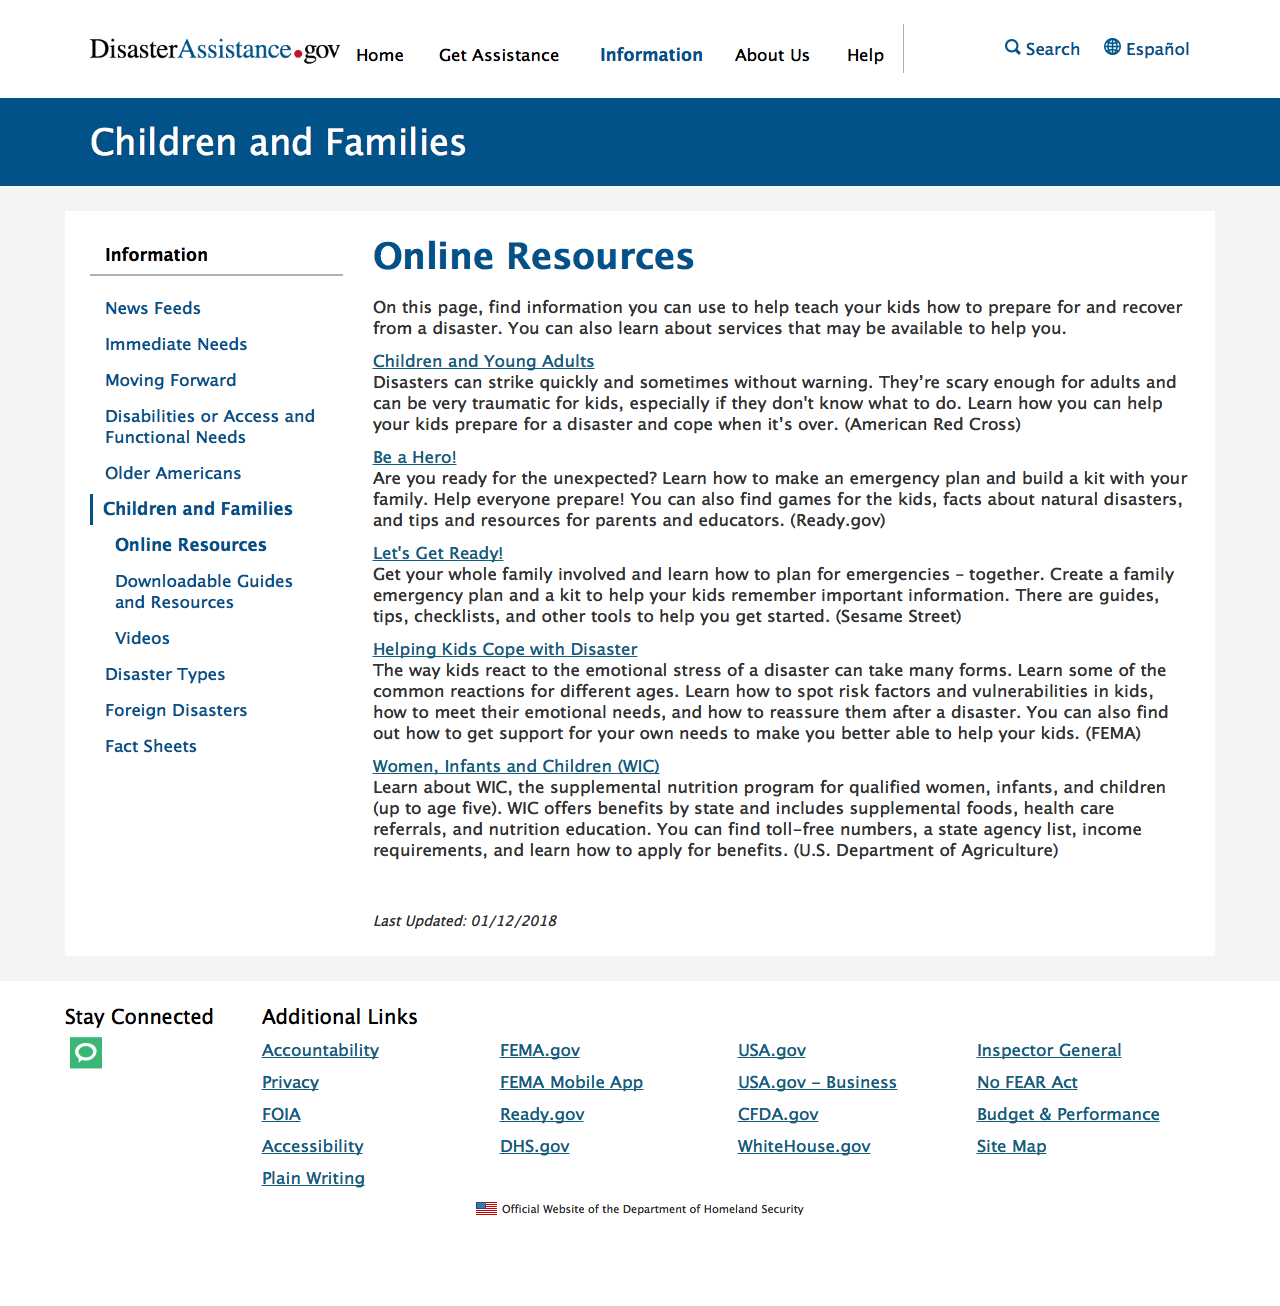 DisasterAssistance.gov Home Get Assistance Information About Us Help Search Español
Children and Families
Information
News Feeds
Immediate Needs
Moving Forward
Disabilities or Access and
Functional Needs
Older Americans
Children and Families
Online Resources
Downloadable Guides
and Resources
Videos
Disaster Types
Foreign Disasters
Fact Sheets
Online Resources
On this page, find information you can use to help teach your kids how to prepare for and recover
from a disaster. You can also learn about services that may be available to help you.
Children and Young Adults
Disasters can strike quickly and sometimes without warning. They’re scary enough for adults and
can be very traumatic for kids, especially if they don't know what to do. Learn how you can help
your kids prepare for a disaster and cope when it’s over. (American Red Cross)
Be a Hero!
Are you ready for the unexpected? Learn how to make an emergency plan and build a kit with your
family. Help everyone prepare! You can also find games for the kids, facts about natural disasters,
and tips and resources for parents and educators. (Ready.gov)
Let's Get Ready!
Get your whole family involved and learn how to plan for emergencies – together. Create a family
emergency plan and a kit to help your kids remember important information. There are guides,
tips, checklists, and other tools to help you get started. (Sesame Street)
Helping Kids Cope with Disaster
The way kids react to the emotional stress of a disaster can take many forms. Learn some of the
common reactions for different ages. Learn how to spot risk factors and vulnerabilities in kids,
how to meet their emotional needs, and how to reassure them after a disaster. You can also find
out how to get support for your own needs to make you better able to help your kids. (FEMA)
Women, Infants and Children (WIC)
Learn about WIC, the supplemental nutrition program for qualified women, infants, and children
(up to age five). WIC offers benefits by state and includes supplemental foods, health care
referrals, and nutrition education. You can find toll-free numbers, a state agency list, income
requirements, and learn how to apply for benefits. (U.S. Department of Agriculture)
Last Updated: 01/12/2018
Stay Connected
Additional Links
Accountability
Privacy
FOIA
Accessibility
Plain Writing
FEMA.gov
FEMA Mobile App
Ready.gov
DHS.gov
USA.gov
USA.gov - Business
CFDA.gov
WhiteHouse.gov
Inspector General
No FEAR Act
Budget & Performance
Site Map
Official Website of the Department of Homeland Security